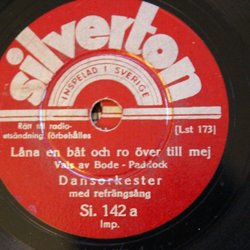 silverton
INSPELAD I SVERIGE
Rätt till radio-
utsändning förbehålles
[Lst 173]
Låna en båt och ro över till mej
Vals av Bode - Paddock
Dansorkester
med refrängsång
Si. 142 a
Imp.